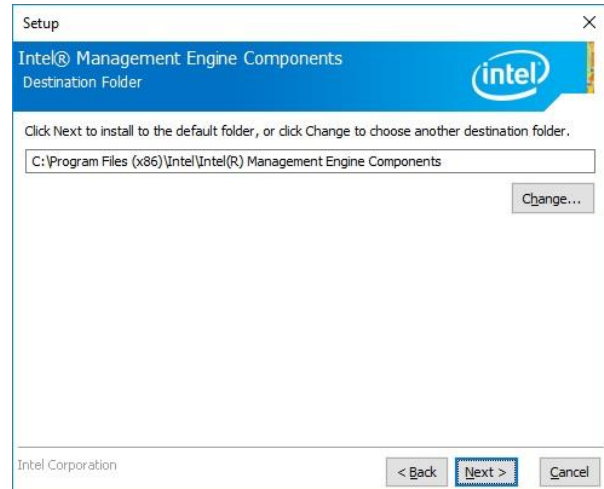 Setup
Intel® Management Engine Components
Destination Folder
intel
Click Next to install to the default folder, or click Change to choose another destination folder.
C:\Program Files (x86)\Intel\Intel(R) Management Engine Components
Change...
Intel Corporation
< Back Next > Cancel